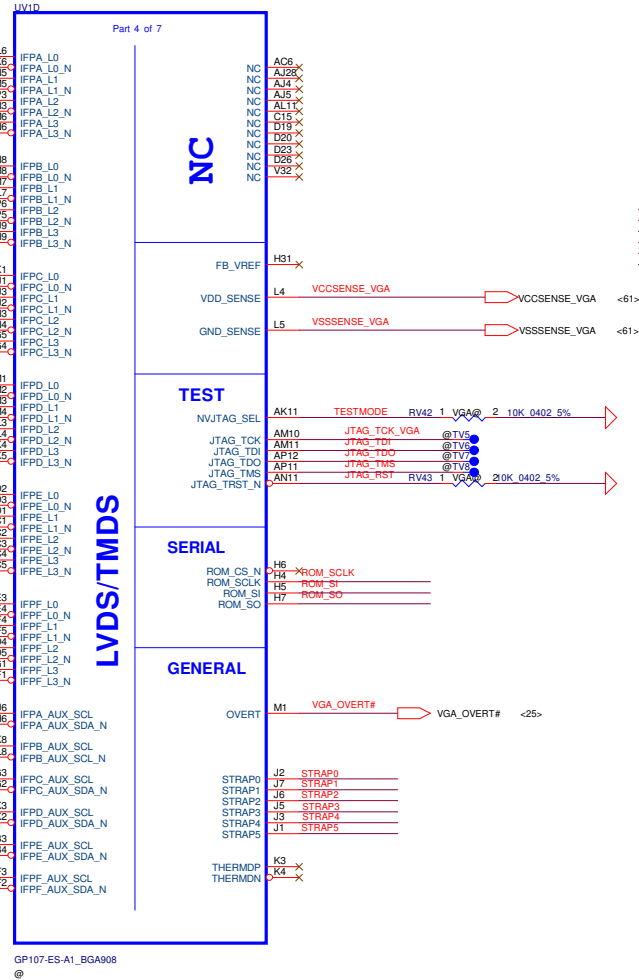 UV1D
Part 4 of 7
IFPA_L0
IFPA_L0_N
IFPA_L1
IFPA_L1_N
IFPA_L2
IFPA_L2_N
IFPA_L3
IFPA_L3_N
IFPB_L0
IFPB_L0_N
IFPB_L1
IFPB_L1_N
IFPB_L2
IFPB_L2_N
IFPB_L3
IFPB_L3_N
IFPC_L0
IFPC_L0_N
IFPC_L1
IFPC_L1_N
IFPC_L2
IFPC_L2_N
IFPC_L3
IFPC_L3_N
IFPD_L0
IFPD_L0_N
IFPD_L1
IFPD_L1_N
IFPD_L2
IFPD_L2_N
IFPD_L3
IFPD_L3_N
IFPE_L0
IFPE_L0_N
IFPE_L1
IFPE_L1_N
IFPE_L2
IFPE_L2_N
IFPE_L3
IFPE_L3_N
IFPF_L0
IFPF_L0_N
IFPF_L1
IFPF_L1_N
IFPF_L2
IFPF_L2_N
IFPF_L3
IFPF_L3_N
IFPA_AUX_SCL
IFPA_AUX_SDA_N
IFPB_AUX_SCL
IFPB_AUX_SCL_N
IFPC_AUX_SCL
IFPC_AUX_SDA_N
IFPD_AUX_SCL
IFPD_AUX_SDA_N
IFPE_AUX_SCL
IFPE_AUX_SDA_N
IFPF_AUX_SCL
IFPF_AUX_SDA_N
LVDS/TMDS
NC
NC AC6
NC AJ28
NC AJ4
NC AJ5
NC AL11
NC C15
NC D19
NC D20
NC D23
NC D26
NC V32
FB_VREF H31
VDD_SENSE L4 VCCSENSE_VGA VCCSENSE_VGA <61>
GND_SENSE L5 VSSSENSE_VGA VSSSENSE_VGA <61>
TEST
NVJTAG_SEL AK11 TESTMODE RV42 1 VGA@ 2 10K_0402_5%
JTAG_TCK AM10 JTAG_TCK_VGA @TV5
JTAG_TDI AM11 JTAG_TDI @TV6
JTAG_TDO AP12 JTAG_TDO @TV7
JTAG_TMS AP11 JTAG_TMS @TV8
JTAG_TRST_N AN11 JTAG_RST RV43 1 VGA@ 2 10K_0402_5%
SERIAL
ROM_CS_N H6
ROM_SCLK H4 ROM_SCLK
ROM_SI H5 ROM_SI
ROM_SO H7 ROM_SO
GENERAL
OVERT M1 VGA_OVERT# VGA_OVERT# <25>
STRAP0 J2 STRAP0
STRAP1 J7 STRAP1
STRAP2 J6 STRAP2
STRAP3 J5 STRAP3
STRAP4 J3 STRAP4
STRAP5 J1 STRAP5
THERMDP K3
THERMDN K4
GP107-ES-A1_BGA908
@